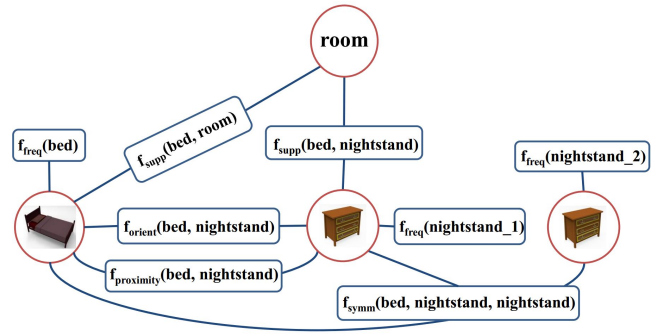 room
f_supp(bed, room)
f_freq(bed)
f_supp(bed, nightstand)
f_freq(nightstand_2)
f_orient(bed, nightstand)
f_freq(nightstand_1)
f_proximity(bed, nightstand)
f_symm(bed, nightstand, nightstand)